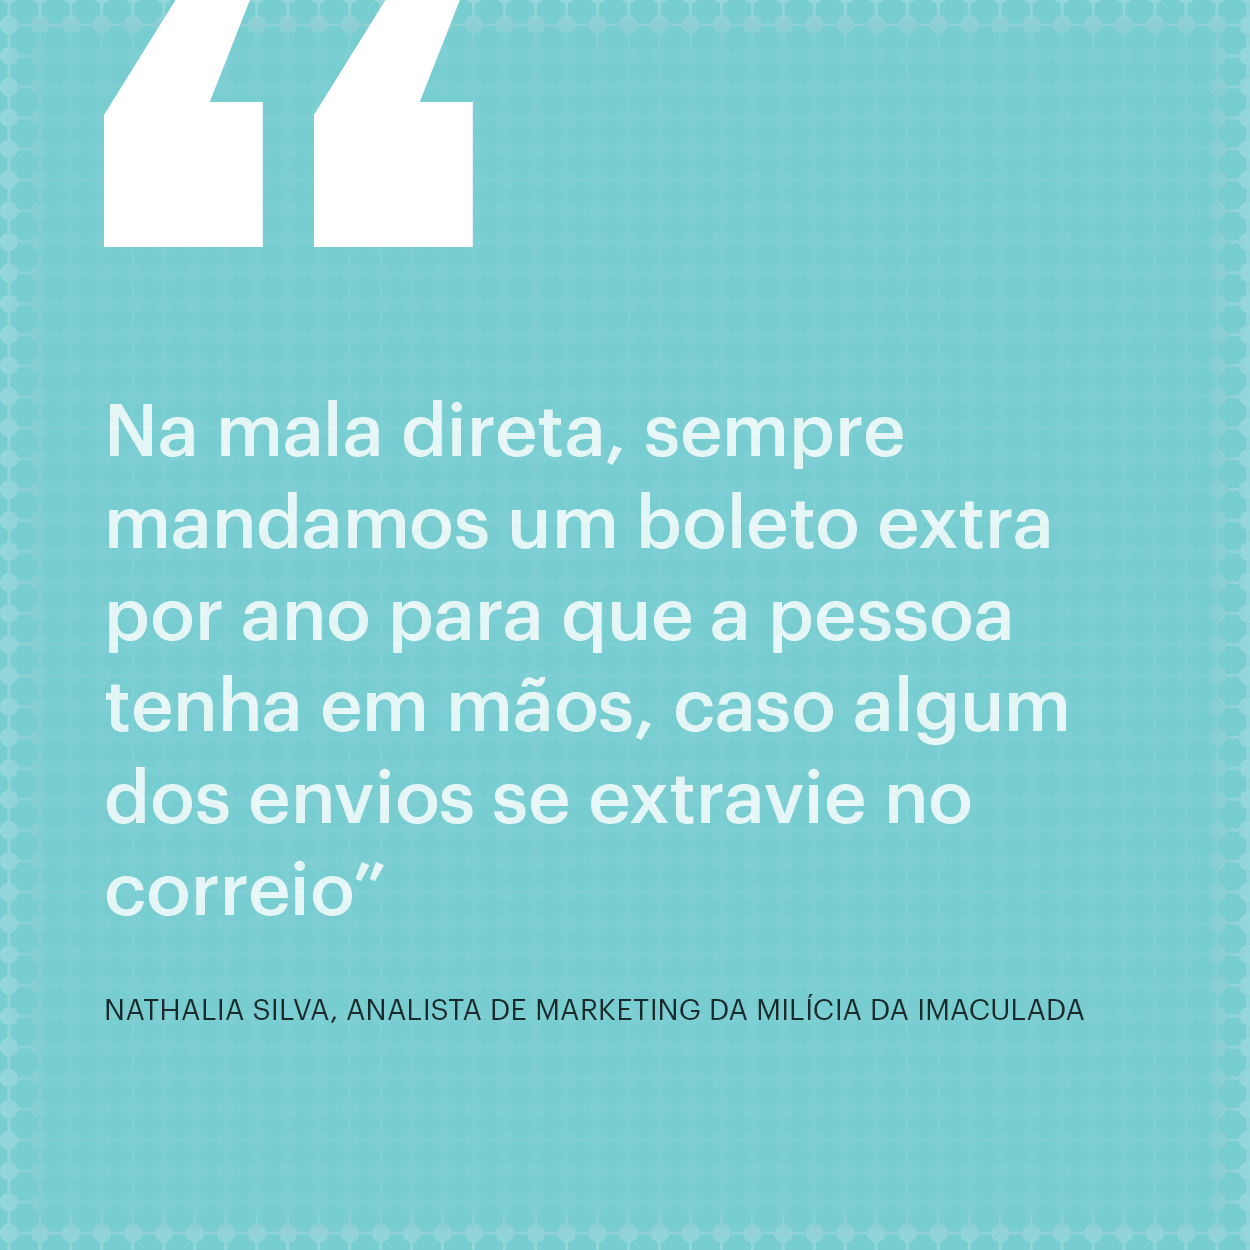 “
Na mala direta, sempre
mandamos um boleto extra
por ano para que a pessoa
tenha em mãos, caso algum
dos envios se extravie no
correio”
NATHALIA SILVA, ANALISTA DE MARKETING DA MILÍCIA DA IMACULADA